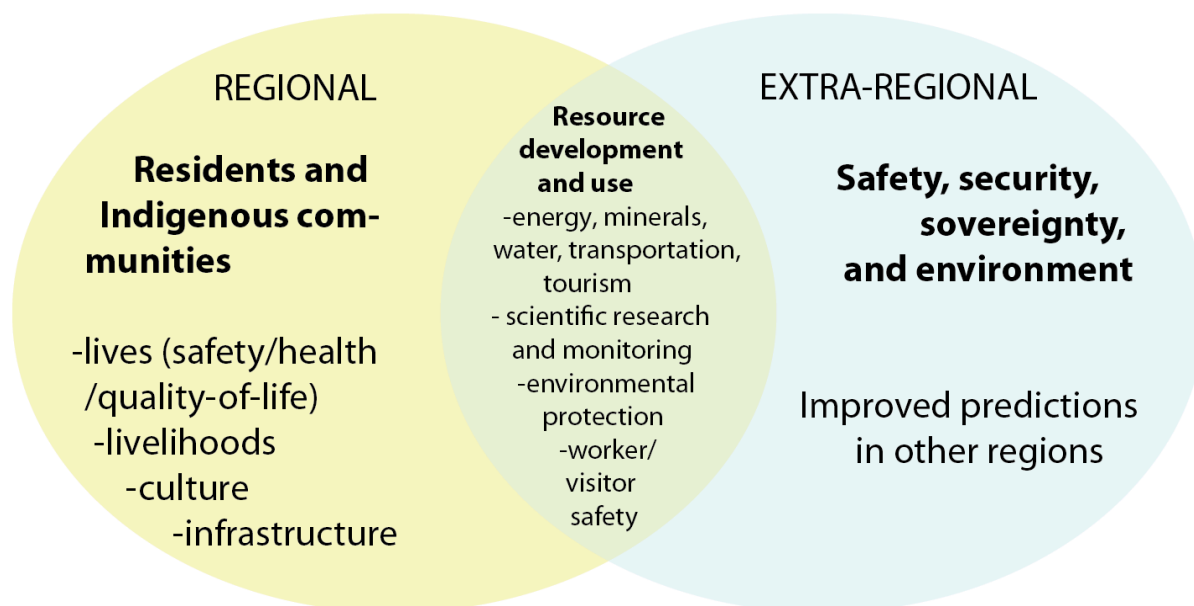 REGIONAL
Residents and
Indigenous com-
munities
-lives (safety/health
/quality-of-life)
-livelihoods
-culture
-infrastructure
Resource
development
and use
-energy, minerals,
water, transportation,
tourism
- scientific research
and monitoring
-environmental
protection
-worker/
visitor
safety
EXTRA-REGIONAL
Safety, security,
sovereignty,
and environment
Improved predictions
in other regions